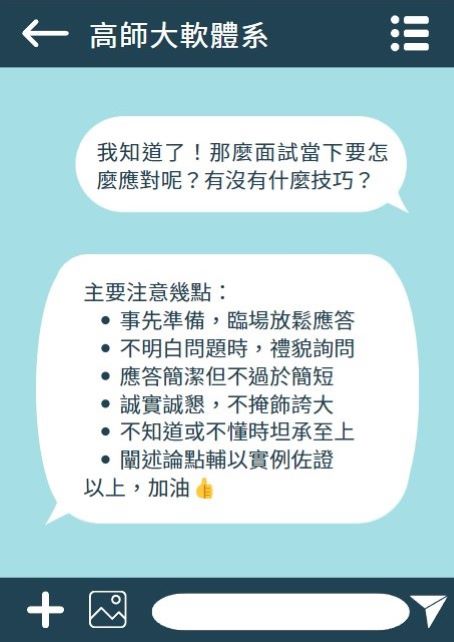 高師大軟體系
我知道了！那麼面試當下要怎
麼應對呢？有沒有什麼技巧？
主要注意幾點：
• 事先準備，臨場放鬆應答
• 不明白問題時，禮貌詢問
• 應答簡潔但不過於簡短
• 誠實誠懇，不掩飾誇大
• 不知道或不懂時坦承至上
• 闡述論點輔以實例佐證
以上，加油👍